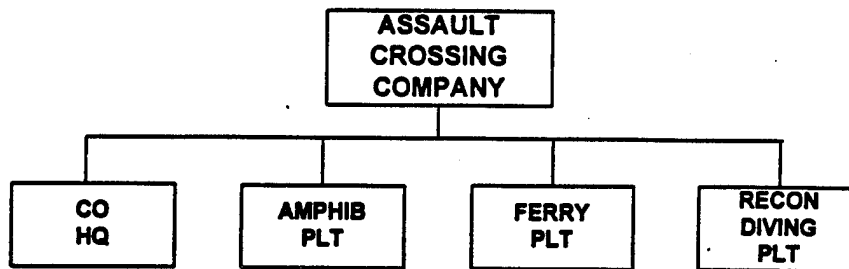 ASSAULT
CROSSING
COMPANY
CO
HQ
AMPHIB
PLT
FERRY
PLT
RECON
DIVING
PLT